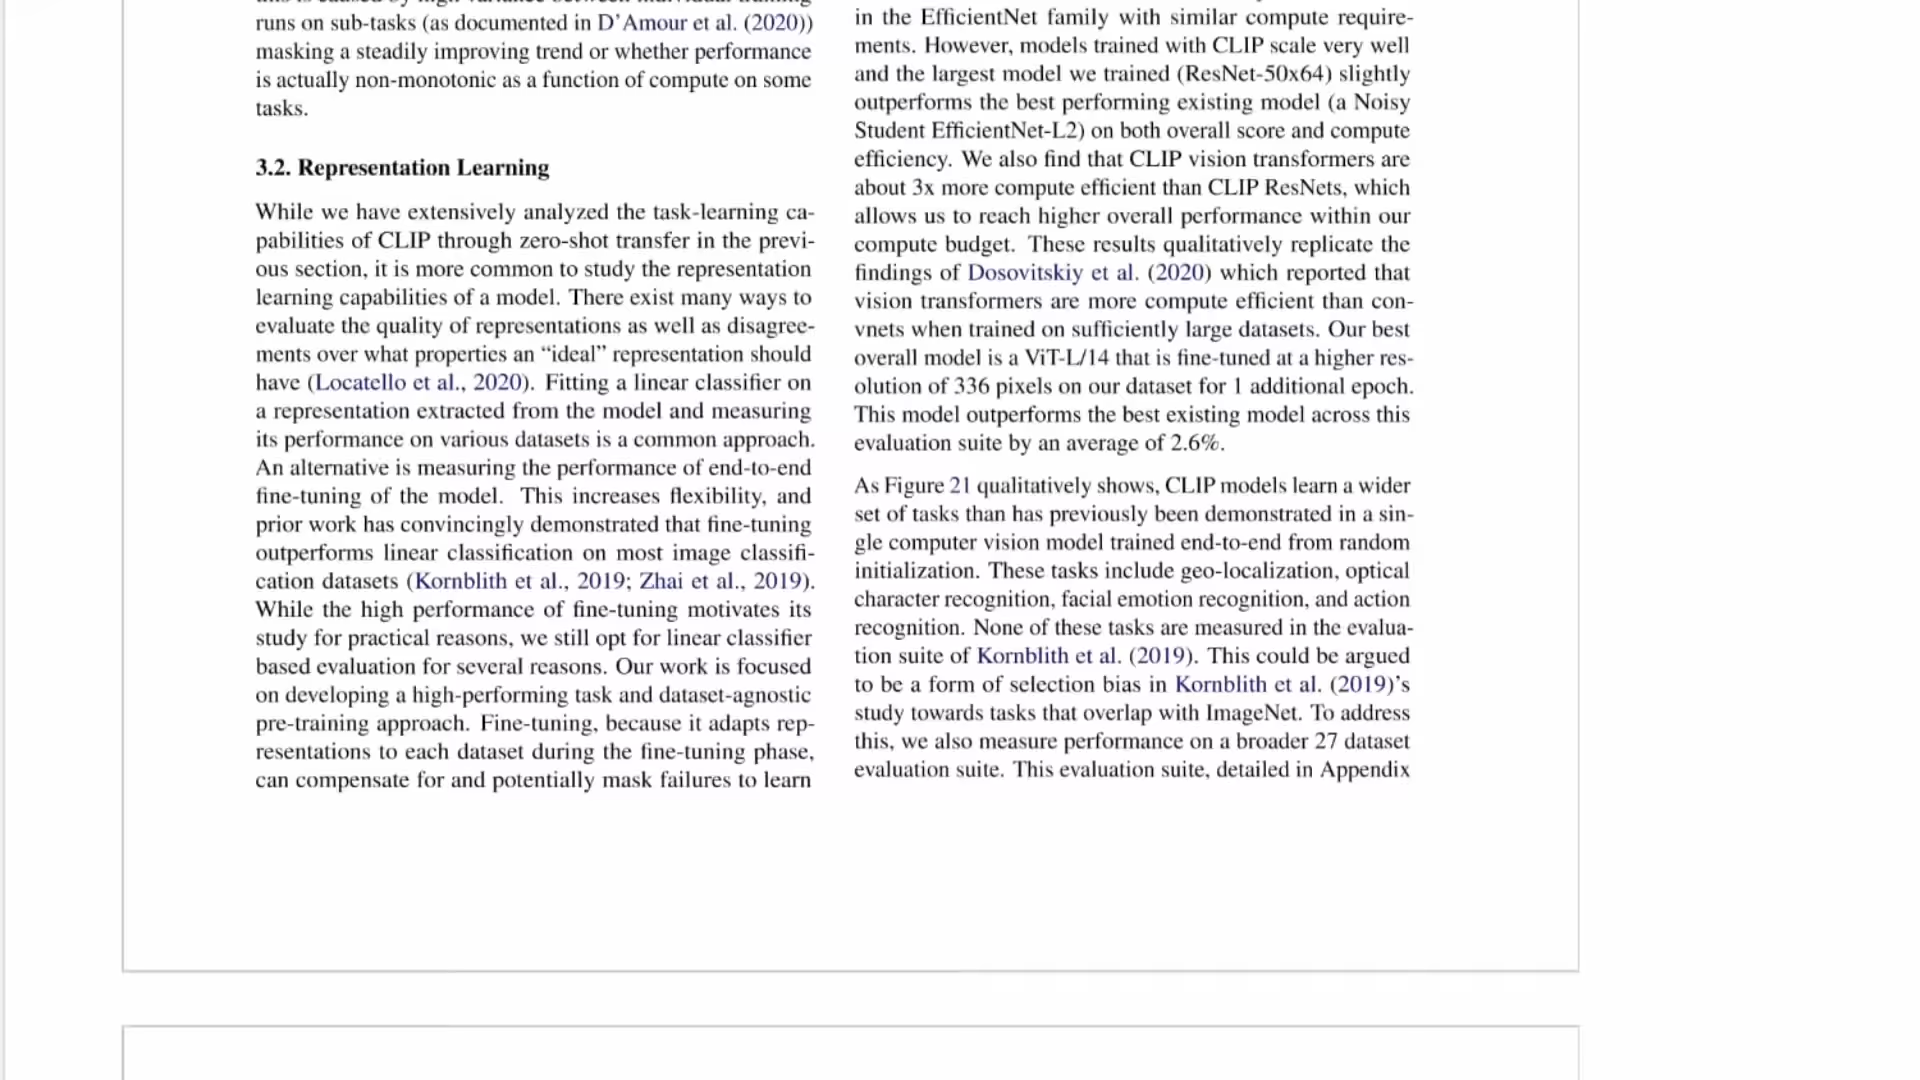 runs on sub-tasks (as documented in D’Amour et al. (2020))
masking a steadily improving trend or whether performance
is actually non-monotonic as a function of compute on some
tasks.
3.2. Representation Learning
While we have extensively analyzed the task-learning ca-
pabilities of CLIP through zero-shot transfer in the previ-
ous section, it is more common to study the representation
learning capabilities of a model. There exist many ways to
evaluate the quality of representations as well as disagree-
ments over what properties an “ideal” representation should
have (Locatello et al., 2020). Fitting a linear classifier on
a representation extracted from the model and measuring
its performance on various datasets is a common approach.
An alternative is measuring the performance of end-to-end
fine-tuning of the model. This increases flexibility, and
prior work has convincingly demonstrated that fine-tuning
outperforms linear classification on most image classifi-
cation datasets (Kornblith et al., 2019; Zhai et al., 2019).
While the high performance of fine-tuning motivates its
study for practical reasons, we still opt for linear classifier
based evaluation for several reasons. Our work is focused
on developing a high-performing task and dataset-agnostic
pre-training approach. Fine-tuning, because it adapts rep-
resentations to each dataset during the fine-tuning phase,
can compensate for and potentially mask failures to learn
in the EfficientNet family with similar compute require-
ments. However, models trained with CLIP scale very well
and the largest model we trained (ResNet-50x64) slightly
outperforms the best performing existing model (a Noisy
Student EfficientNet-L2) on both overall score and compute
efficiency. We also find that CLIP vision transformers are
about 3x more compute efficient than CLIP ResNets, which
allows us to reach higher overall performance within our
compute budget. These results qualitatively replicate the
findings of Dosovitskiy et al. (2020) which reported that
vision transformers are more compute efficient than con-
vnets when trained on sufficiently large datasets. Our best
overall model is a ViT-L/14 that is fine-tuned at a higher res-
olution of 336 pixels on our dataset for 1 additional epoch.
This model outperforms the best existing model across this
evaluation suite by an average of 2.6%.
As Figure 21 qualitatively shows, CLIP models learn a wider
set of tasks than has previously been demonstrated in a sin-
gle computer vision model trained end-to-end from random
initialization. These tasks include geo-localization, optical
character recognition, facial emotion recognition, and action
recognition. None of these tasks are measured in the evalua-
tion suite of Kornblith et al. (2019). This could be argued
to be a form of selection bias in Kornblith et al. (2019)’s
study towards tasks that overlap with ImageNet. To address
this, we also measure performance on a broader 27 dataset
evaluation suite. This evaluation suite, detailed in Appendix